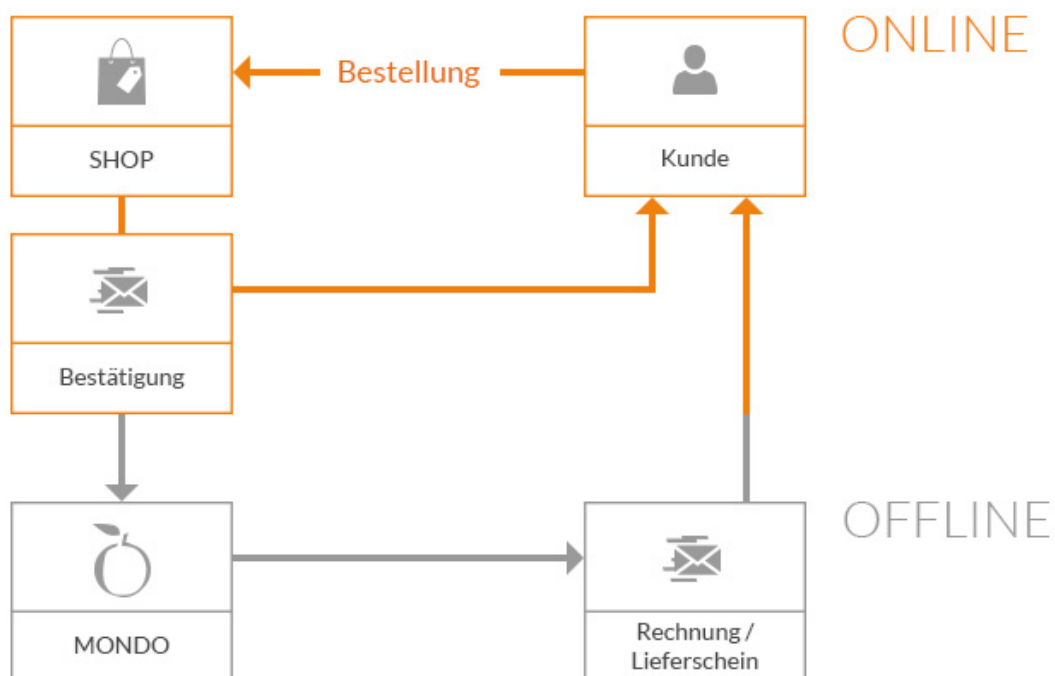 ONLINE
Bestellung
SHOP
Kunde
Bestätigung
OFFLINE
MONDO
Rechnung /
Lieferschein